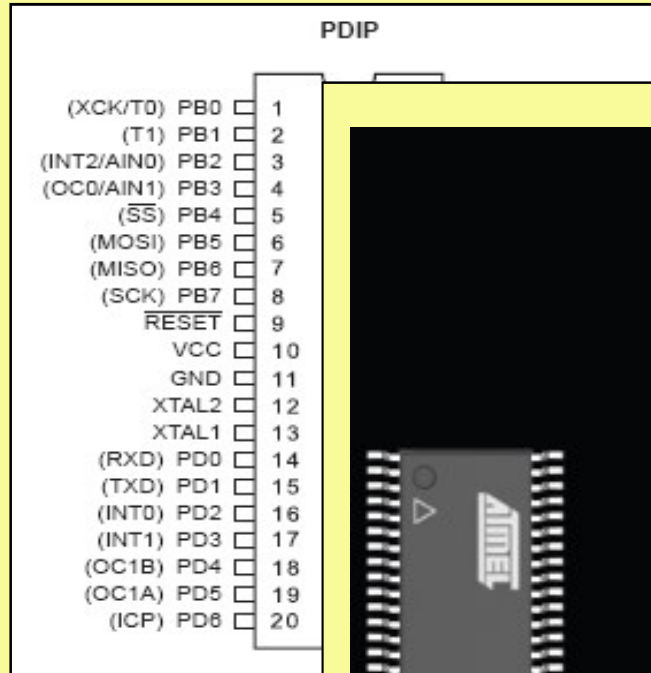 PDIP
(XCK/T0) PB0 1
(T1) PB1 2
(INT2/AIN0) PB2 3
(OC0/AIN1) PB3 4
(S̅S̅) PB4 5
(MOSI) PB5 6
(MISO) PB6 7
(SCK) PB7 8
R̅E̅S̅E̅T̅ 9
VCC 10
GND 11
XTAL2 12
XTAL1 13
(RXD) PD0 14
(TXD) PD1 15
(INT0) PD2 16
(INT1) PD3 17
(OC1B) PD4 18
(OC1A) PD5 19
(ICP) PD6 20
ATMEL